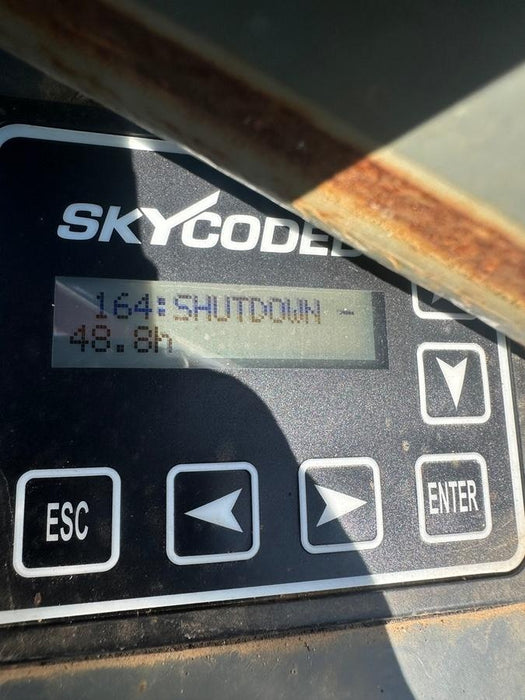 SKYCODED
164:SHUTDOWN -
48.8h
ESC
ENTER